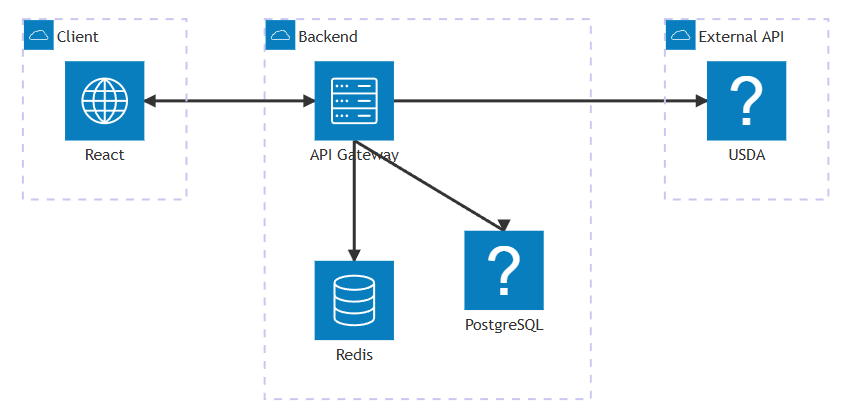 Client
Backend
External API
React
API Gateway
USDA
?
?
PostgreSQL
Redis